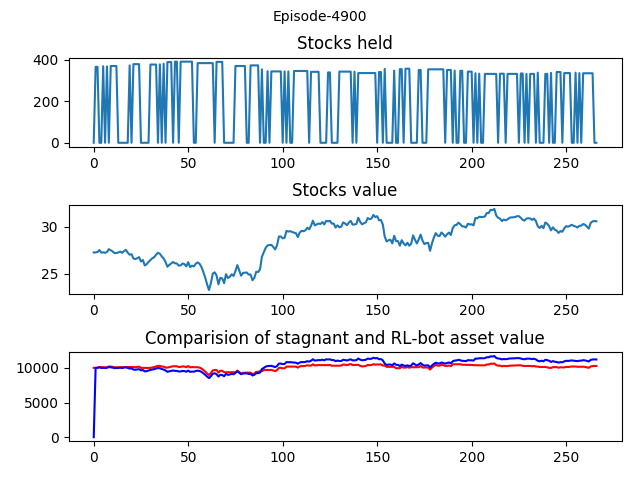 Episode-4900
Stocks held
400
200
0
0 50 100 150 200 250
Stocks value
30
25
0 50 100 150 200 250
Comparision of stagnant and RL-bot asset value
10000
5000
0
0 50 100 150 200 250